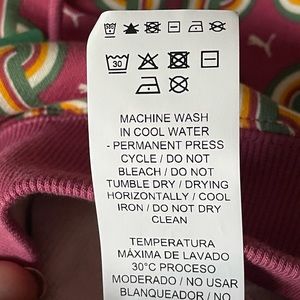 30
MACHINE WASH
IN COOL WATER
- PERMANENT PRESS
CYCLE / DO NOT
BLEACH / DO NOT
TUMBLE DRY / DRYING
HORIZONTALLY / COOL
IRON / DO NOT DRY
CLEAN
TEMPERATURA
MÁXIMA DE LAVADO
30°C PROCESO
MODERADO / NO USAR
BLANQUEADOR / NO